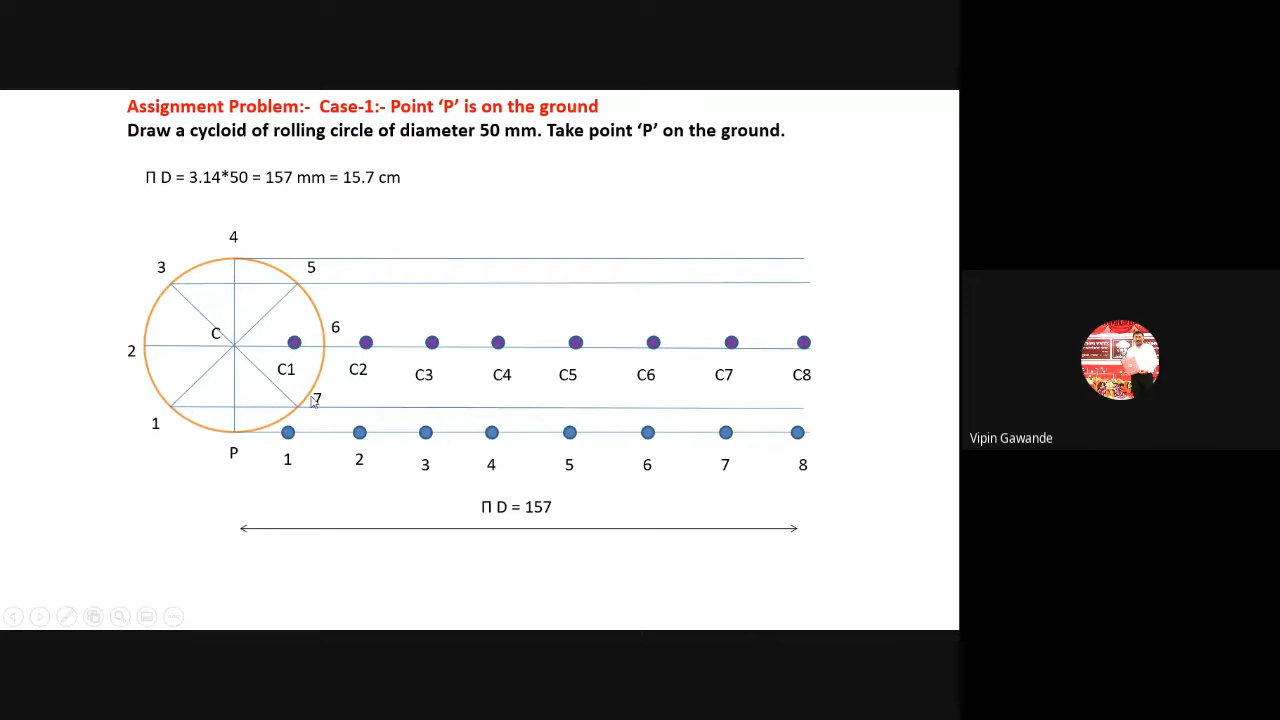 Assignment Problem:- Case-1:- Point ‘P’ is on the ground
Draw a cycloid of rolling circle of diameter 50 mm. Take point ‘P’ on the ground.
Π D = 3.14*50 = 157 mm = 15.7 cm
4
3
5
C
6
2
C1
C2
C3
C4
C5
C6
C7
C8
7
1
P
1
2
3
4
5
6
7
8
Π D = 157
Vipin Gawande